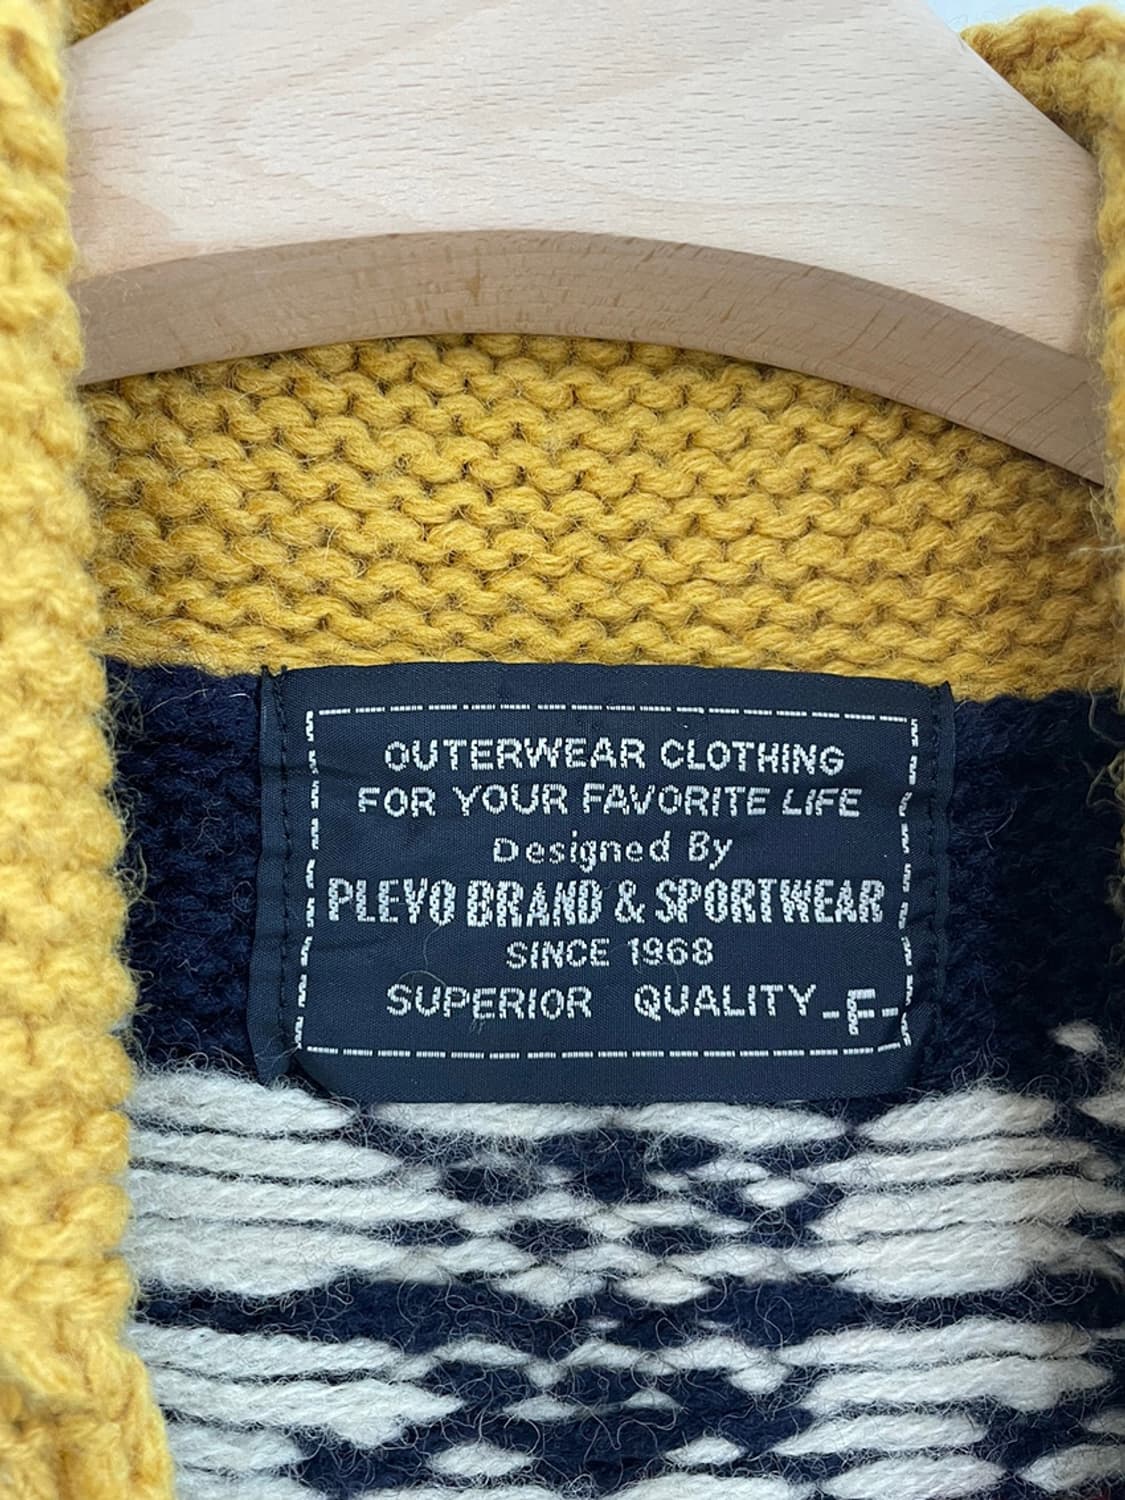 OUTERWEAR CLOTHING
FOR YOUR FAVORITE LIFE
Designed By
PLEVO BRAND & SPORTWEAR
SINCE 1968
SUPERIOR QUALITY -F-